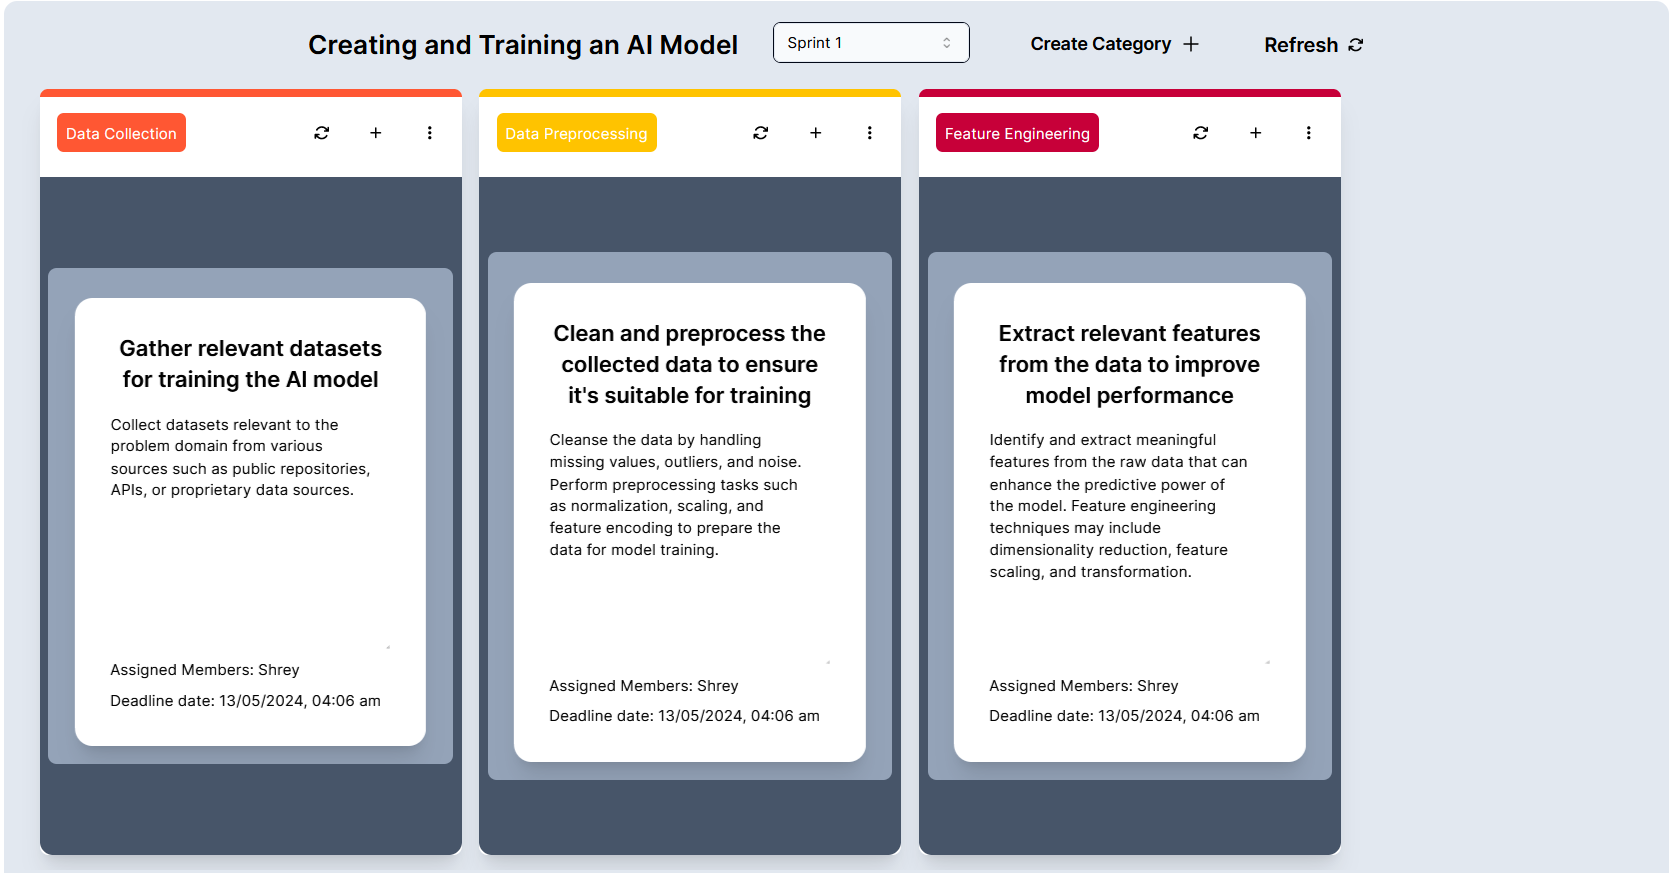 Creating and Training an AI Model
Sprint 1
Create Category
Refresh
Data Collection
Gather relevant datasets
for training the AI model
Collect datasets relevant to the
problem domain from various
sources such as public repositories,
APIs, or proprietary data sources.
Assigned Members: Shrey
Deadline date: 13/05/2024, 04:06 am
Data Preprocessing
Clean and preprocess the
collected data to ensure
it's suitable for training
Cleanse the data by handling
missing values, outliers, and noise.
Perform preprocessing tasks such
as normalization, scaling, and
feature encoding to prepare the
data for model training.
Assigned Members: Shrey
Deadline date: 13/05/2024, 04:06 am
Feature Engineering
Extract relevant features
from the data to improve
model performance
Identify and extract meaningful
features from the raw data that can
enhance the predictive power of
the model. Feature engineering
techniques may include
dimensionality reduction, feature
scaling, and transformation.
Assigned Members: Shrey
Deadline date: 13/05/2024, 04:06 am